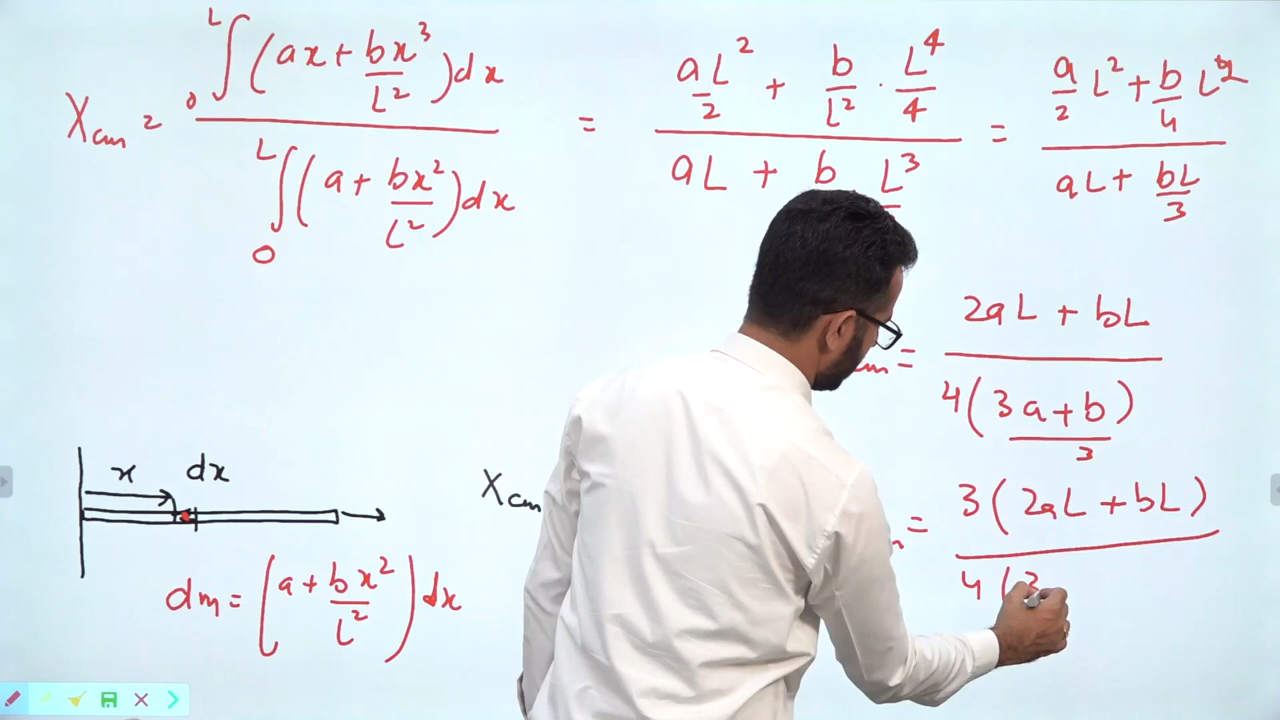 Xcm = ∫₀ᴸ (ax + bx³/L²)dx / ∫₀ᴸ (a + bx²/L²)dx = (aL²/2 + b/L² · L⁴/4) / (aL + b L³) = (a/2 L² + b/4 L²) / (aL + bL/3)
= (2aL + bL) / 4((3a+b)/3)
x dx
Xcm
= 3(2aL + bL) / 4(3
dm = (a + bx²/L²)dx